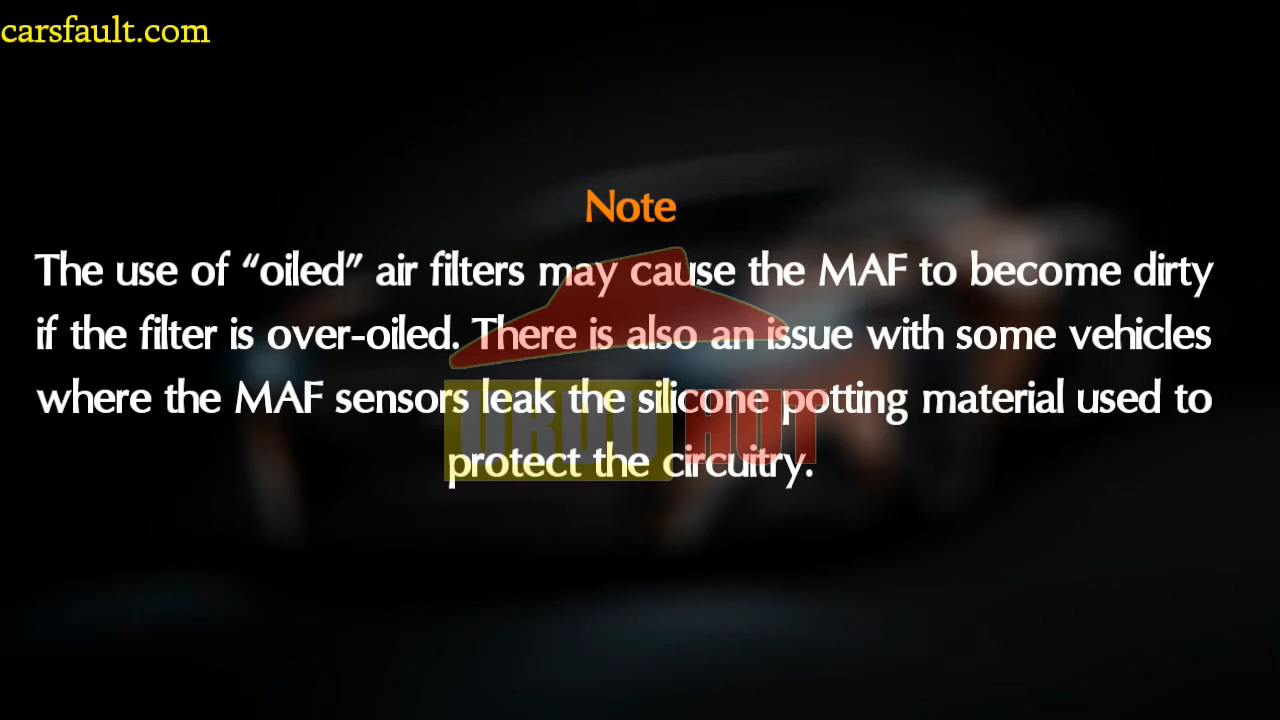 carsfault.com
Note
The use of “oiled” air filters may cause the MAF to become dirty
if the filter is over-oiled. There is also an issue with some vehicles
where the MAF sensors leak the silicone potting material used to
protect the circuitry.